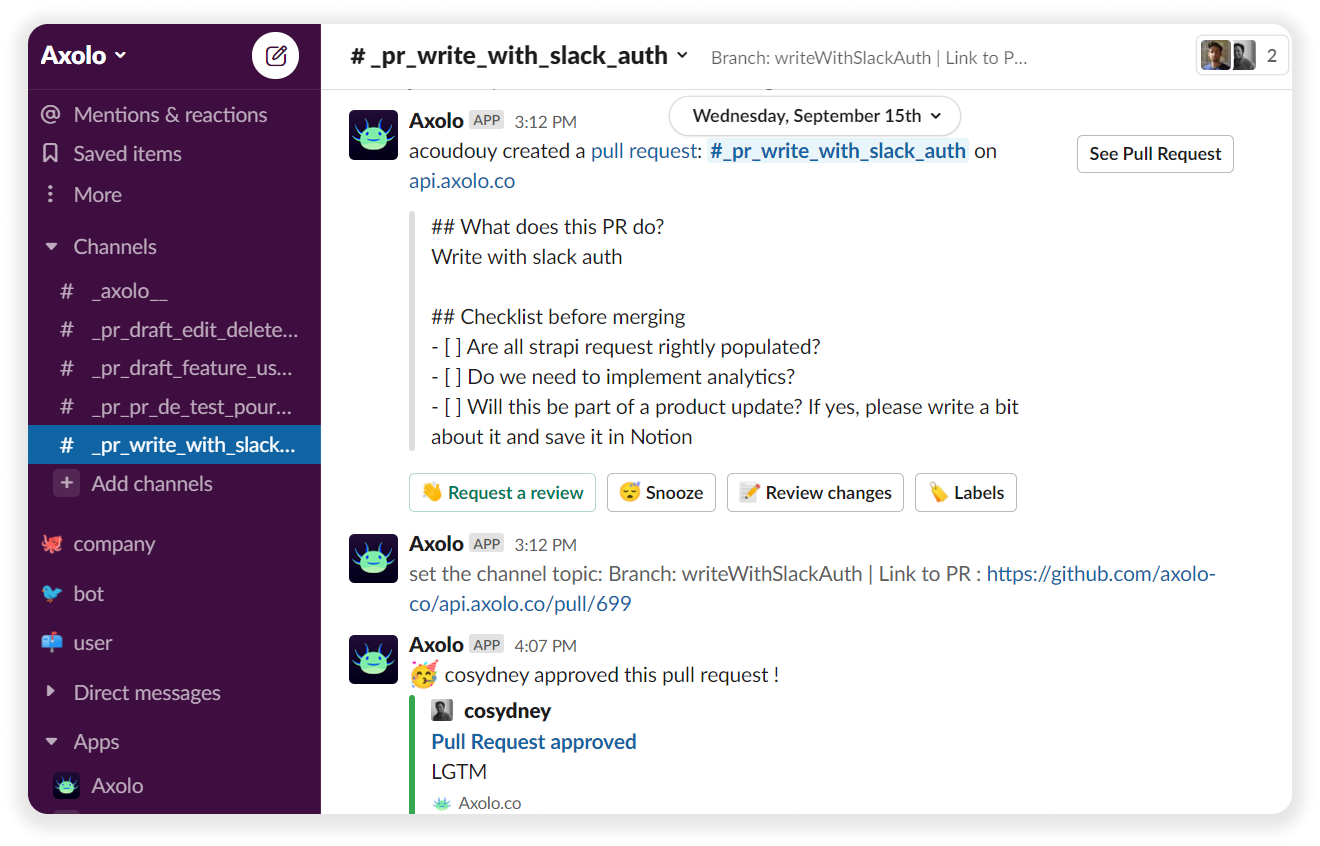 Axolo
Mentions & reactions
Saved items
More
Channels
# _axolo__
# _pr_draft_edit_delete...
# _pr_draft_feature_us...
# _pr_pr_de_test_pour...
# _pr_write_with_slack...
+ Add channels
company
bot
user
Direct messages
Apps
Axolo
# _pr_write_with_slack_auth
Branch: writeWithSlackAuth | Link to P...
2
Wednesday, September 15th
Axolo APP 3:12 PM
acoudouy created a pull request: #_pr_write_with_slack_auth on
api.axolo.co
See Pull Request
## What does this PR do?
Write with slack auth
## Checklist before merging
- [ ] Are all strapi request rightly populated?
- [ ] Do we need to implement analytics?
- [ ] Will this be part of a product update? If yes, please write a bit
about it and save it in Notion
Request a review Snooze Review changes Labels
Axolo APP 3:12 PM
set the channel topic: Branch: writeWithSlackAuth | Link to PR : https://github.com/axolo-
co/api.axolo.co/pull/699
Axolo APP 4:07 PM
cosydney approved this pull request !
cosydney
Pull Request approved
LGTM
Axolo.co